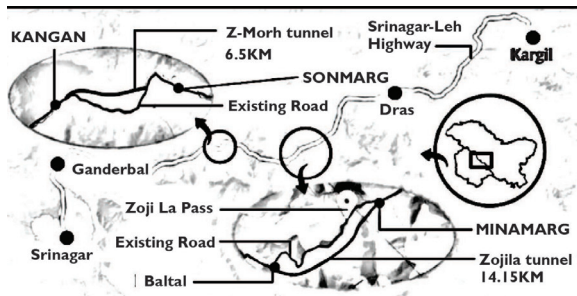 KANGAN
Z-Morh tunnel
6.5KM
SONMARG
Existing Road
Srinagar-Leh
Highway
Kargil
Dras
Ganderbal
Srinagar
Zoji La Pass
Existing Road
Baltal
MINAMARG
Zojila tunnel
14.15KM